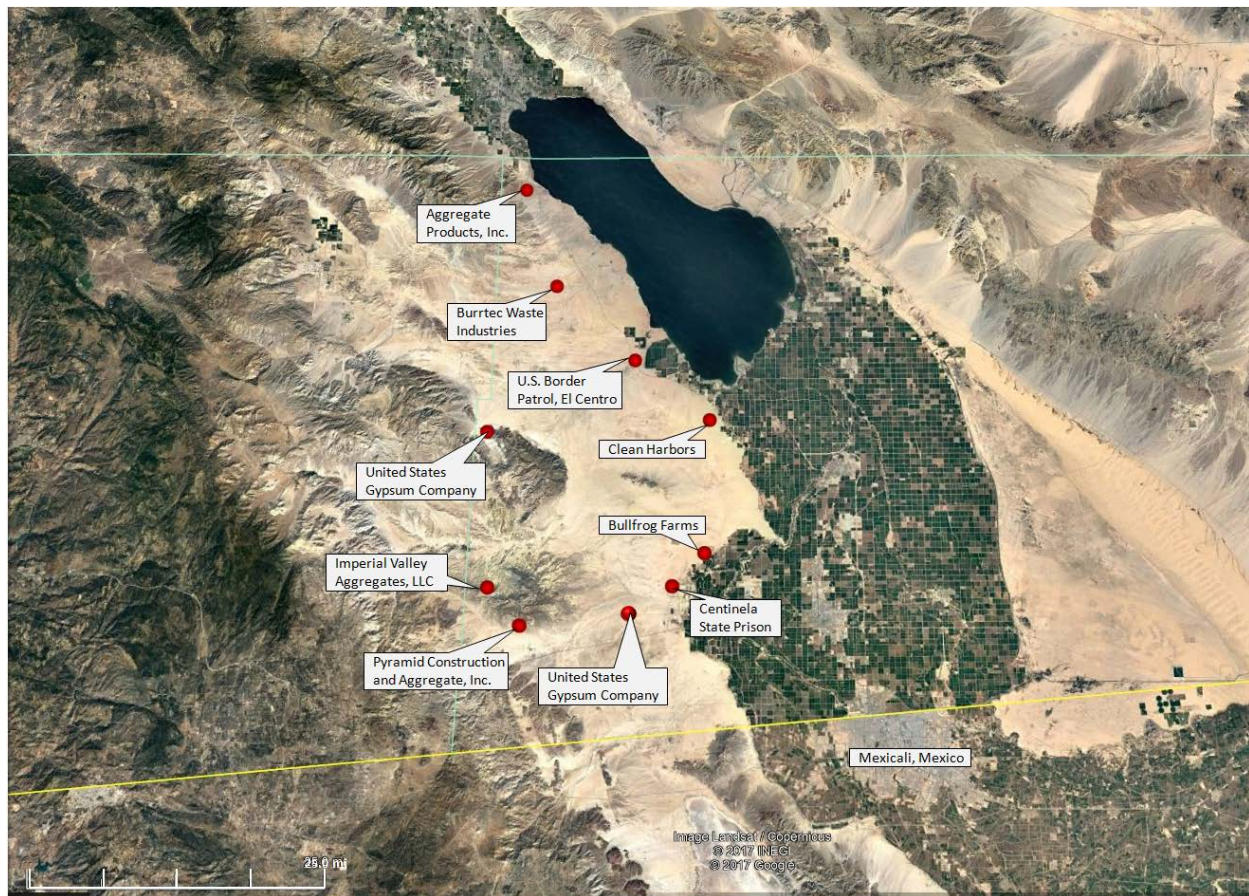 Aggregate
Products, Inc.
Burrtec Waste
Industries
U.S. Border
Patrol, El Centro
Clean Harbors
United States
Gypsum Company
Bullfrog Farms
Imperial Valley
Aggregates, LLC
Centinela
State Prison
Pyramid Construction
and Aggregate, Inc.
United States
Gypsum Company
Mexicali, Mexico
Image Landsat / Copernicus
© 2017 INEGI
© 2017 Google
25.0 mi